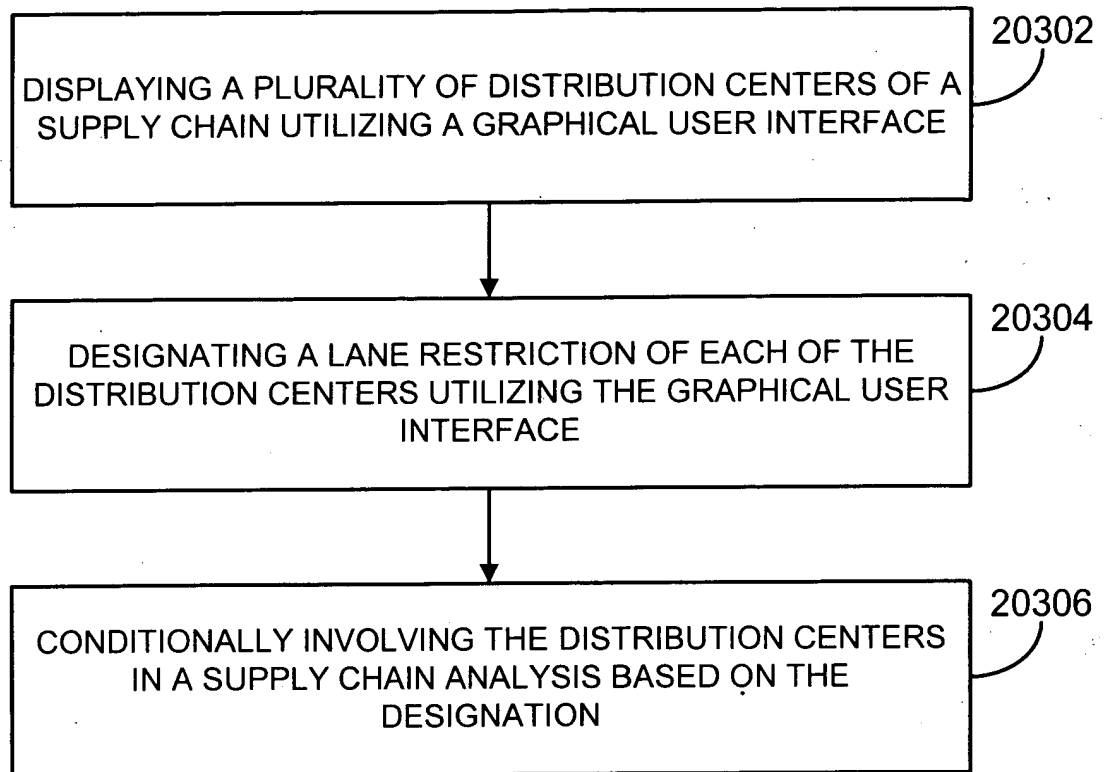 20302
DISPLAYING A PLURALITY OF DISTRIBUTION CENTERS OF A
SUPPLY CHAIN UTILIZING A GRAPHICAL USER INTERFACE
20304
DESIGNATING A LANE RESTRICTION OF EACH OF THE
DISTRIBUTION CENTERS UTILIZING THE GRAPHICAL USER
INTERFACE
20306
CONDITIONALLY INVOLVING THE DISTRIBUTION CENTERS
IN A SUPPLY CHAIN ANALYSIS BASED ON THE
DESIGNATION